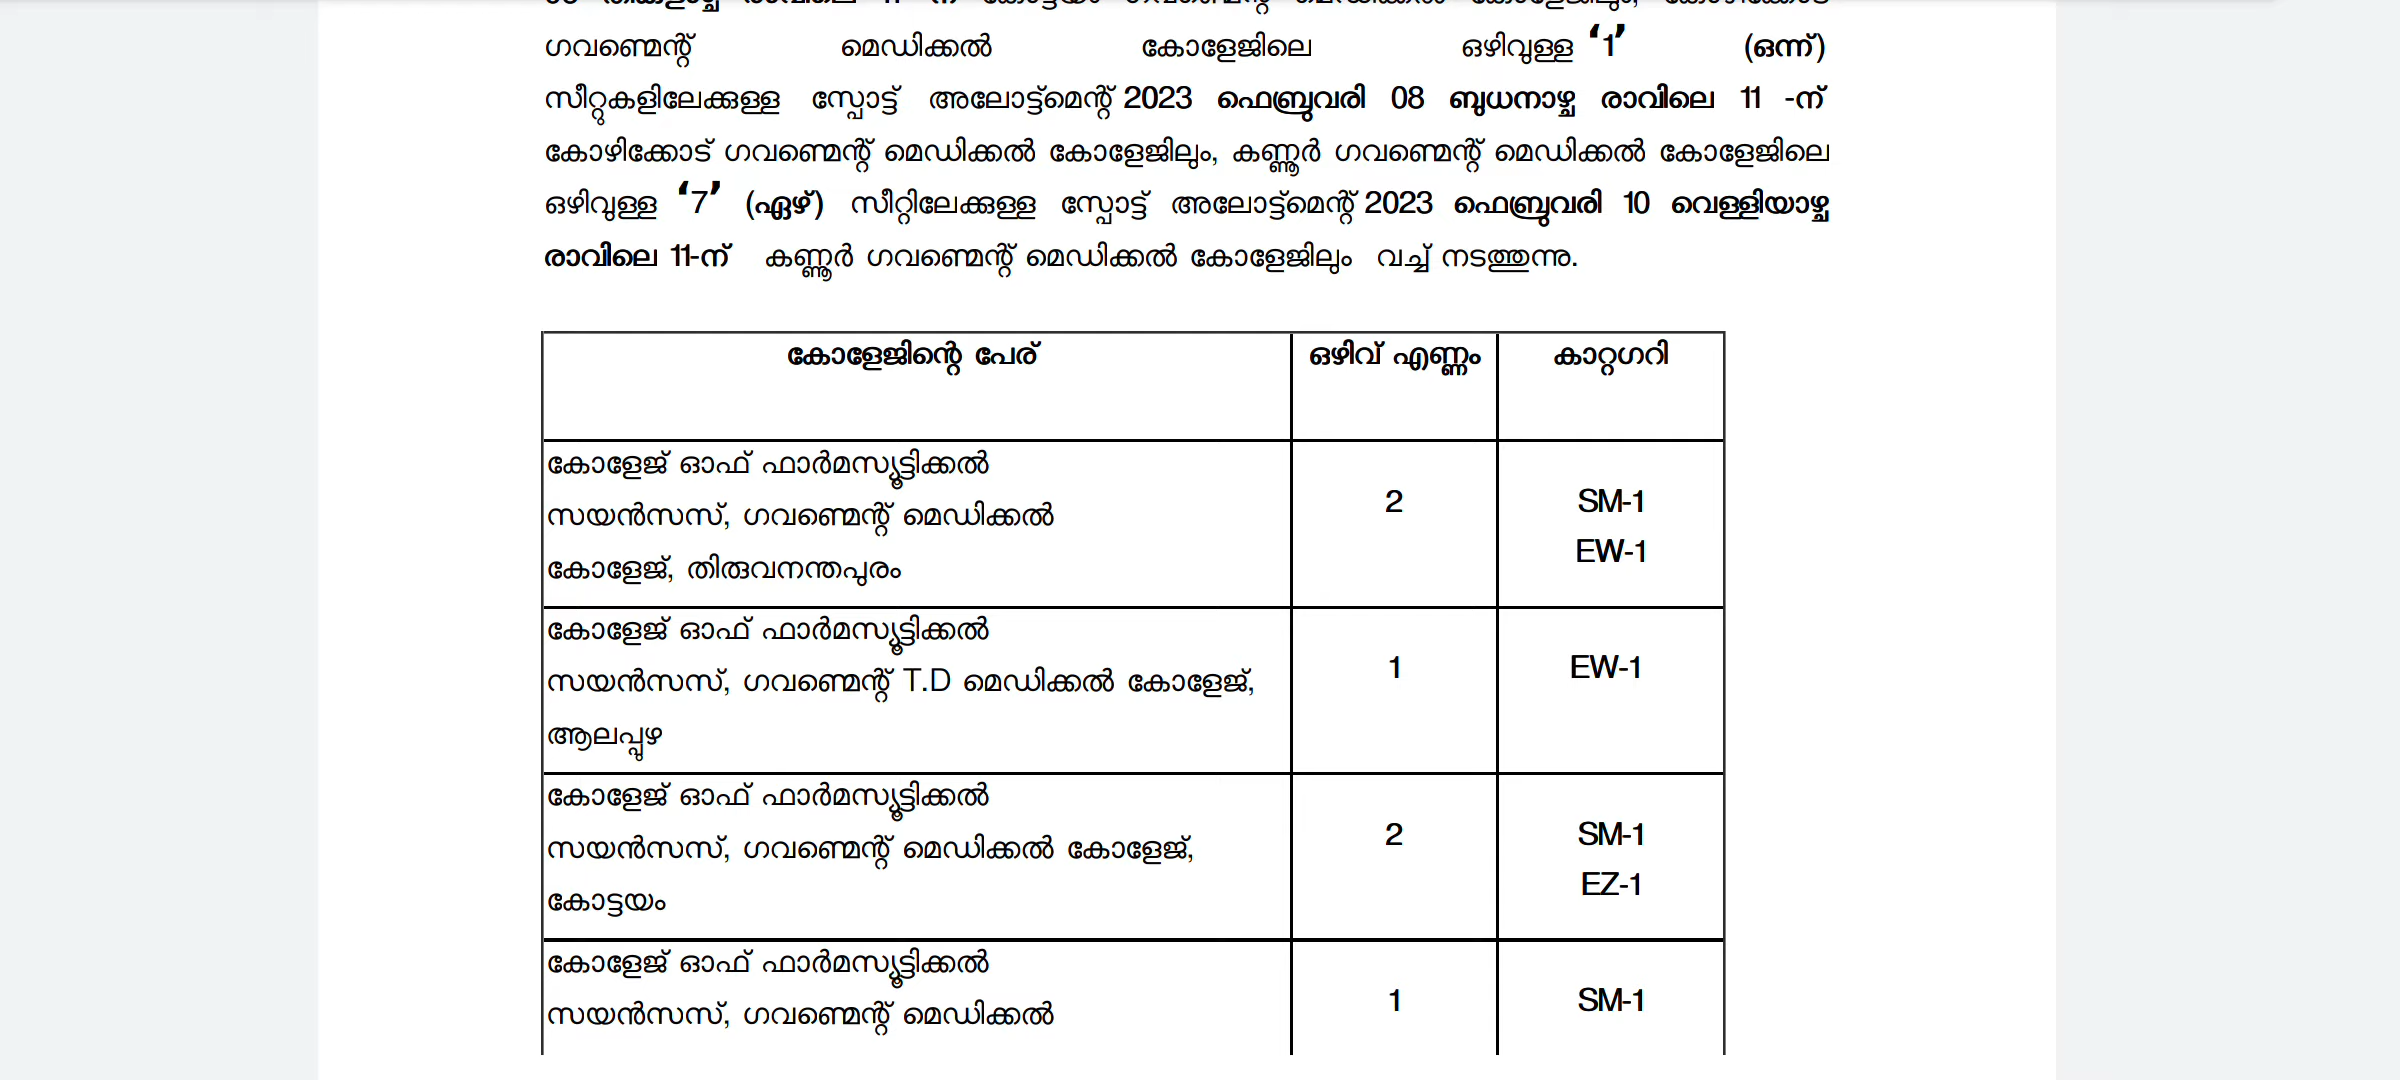 ഗവണ്മെന്റ് മെഡിക്കൽ കോളേജിലെ ഒഴിവുള്ള ‘1’ (ഒന്ന്)
സീറ്റുകളിലേക്കുള്ള സ്പോട്ട് അലോട്ട്മെന്റ് 2023 ഫെബ്രുവരി 08 ബുധനാഴ്ച രാവിലെ 11 -ന്
കോഴിക്കോട് ഗവണ്മെന്റ് മെഡിക്കൽ കോളേജിലും, കണ്ണൂർ ഗവണ്മെന്റ് മെഡിക്കൽ കോളേജിലെ
ഒഴിവുള്ള ‘7’ (ഏഴ്) സീറ്റിലേക്കുള്ള സ്പോട്ട് അലോട്ട്മെന്റ് 2023 ഫെബ്രുവരി 10 വെള്ളിയാഴ്ച
രാവിലെ 11-ന് കണ്ണൂർ ഗവണ്മെന്റ് മെഡിക്കൽ കോളേജിലും വച്ച് നടത്തുന്നു.
കോളേജിന്റെ പേര് ഒഴിവ് എണ്ണം കാറ്റഗറി
കോളേജ് ഓഫ് ഫാർമസ്യൂട്ടിക്കൽ
സയൻസസ്, ഗവണ്മെന്റ് മെഡിക്കൽ
കോളേജ്, തിരുവനന്തപുരം
2
SM-1
EW-1
കോളേജ് ഓഫ് ഫാർമസ്യൂട്ടിക്കൽ
സയൻസസ്, ഗവണ്മെന്റ് T.D മെഡിക്കൽ കോളേജ്,
ആലപ്പുഴ
1
EW-1
കോളേജ് ഓഫ് ഫാർമസ്യൂട്ടിക്കൽ
സയൻസസ്, ഗവണ്മെന്റ് മെഡിക്കൽ കോളേജ്,
കോട്ടയം
2
SM-1
EZ-1
കോളേജ് ഓഫ് ഫാർമസ്യൂട്ടിക്കൽ
സയൻസസ്, ഗവണ്മെന്റ് മെഡിക്കൽ
1
SM-1